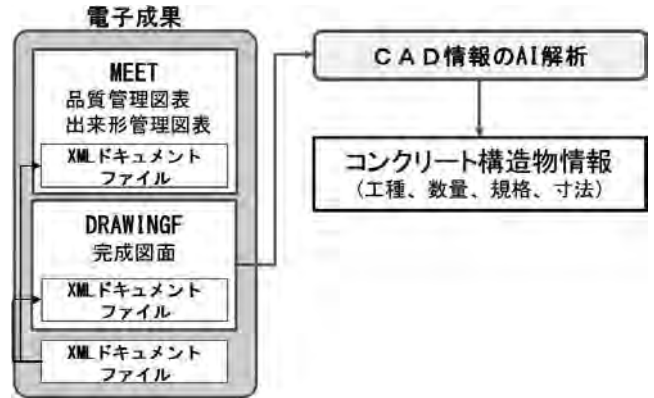 電子成果
MEET
品質管理図表
出来形管理図表
XMLドキュメント
ファイル
DRAWINGF
完成図面
XMLドキュメント
ファイル
XMLドキュメント
ファイル
ＣＡＤ情報のAI解析
コンクリート構造物情報
(工種、数量、規格、寸法)